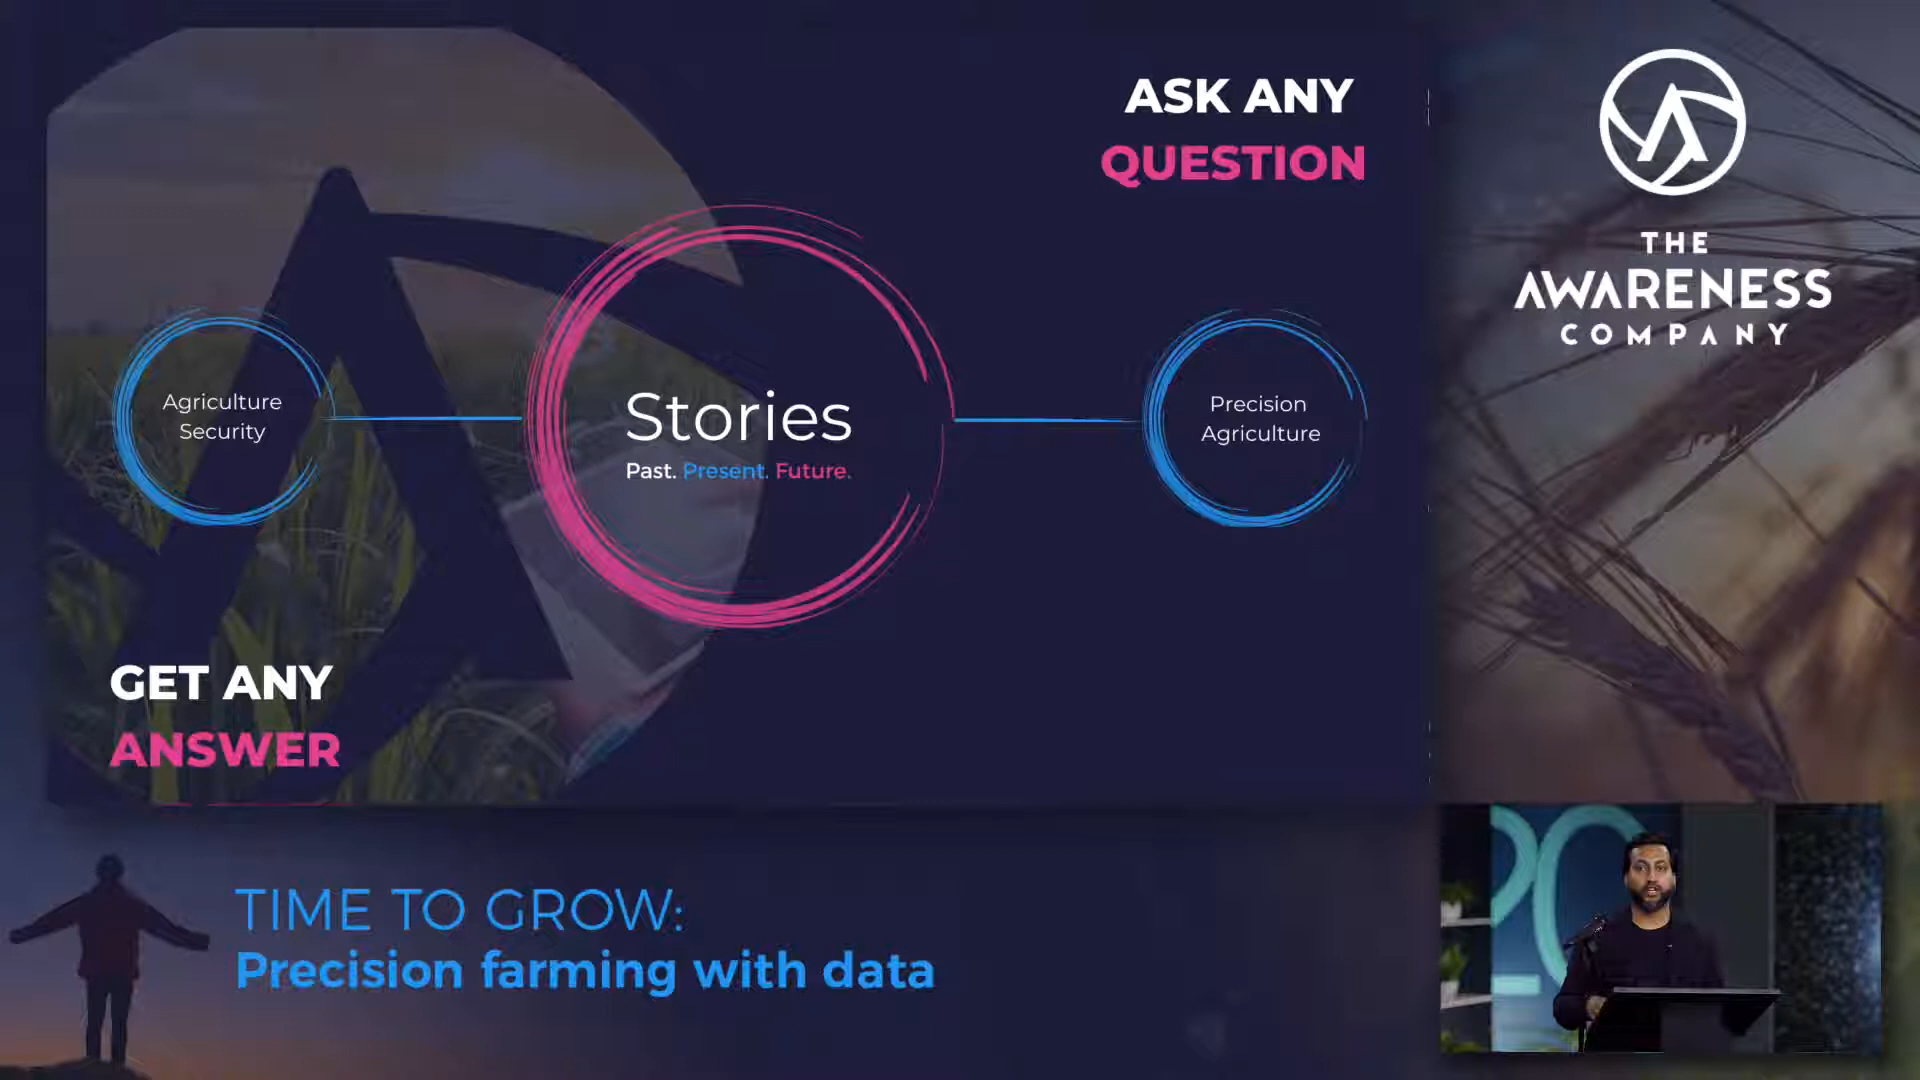 ASK ANY
QUESTION
Agriculture
Security
Stories
Past. Present. Future.
Precision
Agriculture
GET ANY
ANSWER
THE
AWARENESS
COMPANY
TIME TO GROW:
Precision farming with data
20